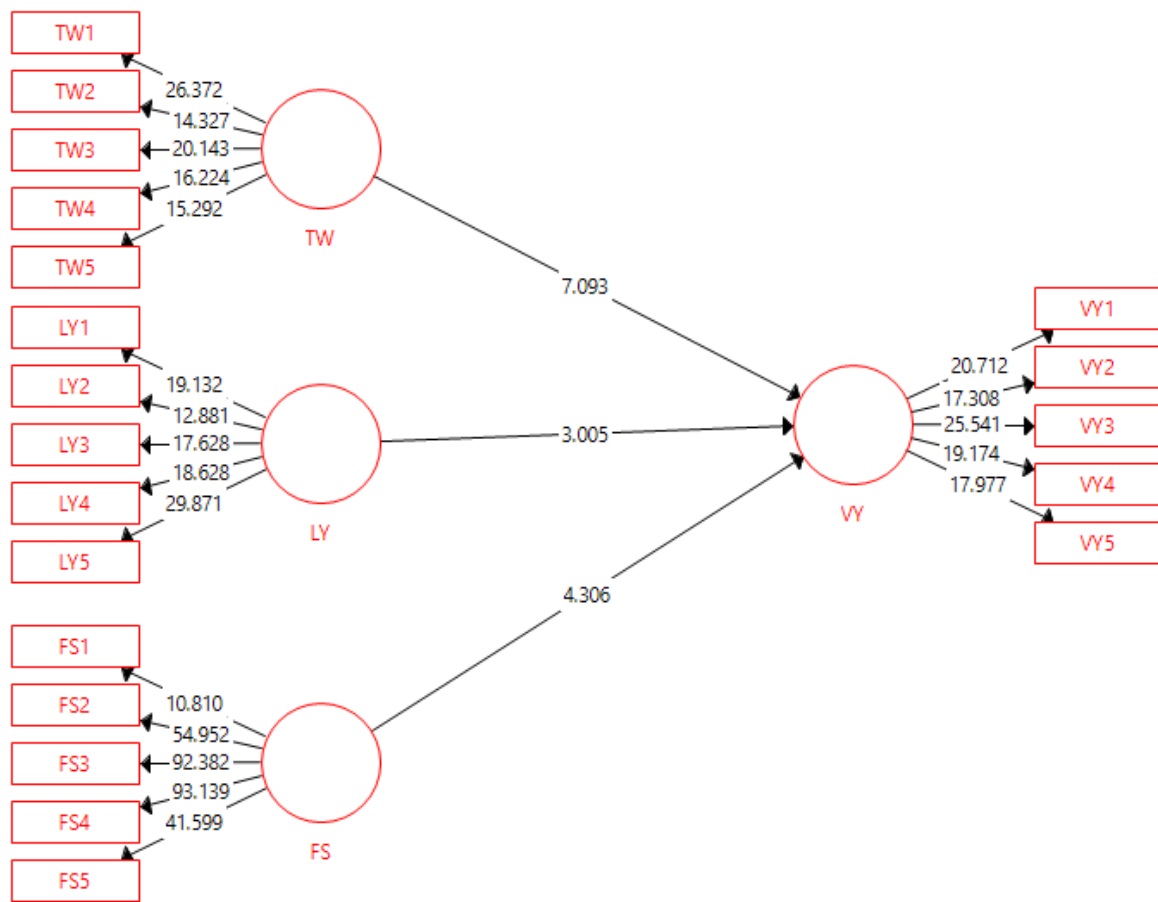 TW1
26.372
TW2
14.327
TW3
20.143
TW4
16.224
TW5
15.292
TW
LY1
19.132
LY2
12.881
LY3
17.628
LY4
18.628
LY5
29.871
LY
FS1
10.810
FS2
54.952
FS3
92.382
FS4
93.139
FS5
41.599
FS
7.093
3.005
4.306
VY
VY1
20.712
VY2
17.308
VY3
25.541
VY4
19.174
VY5
17.977